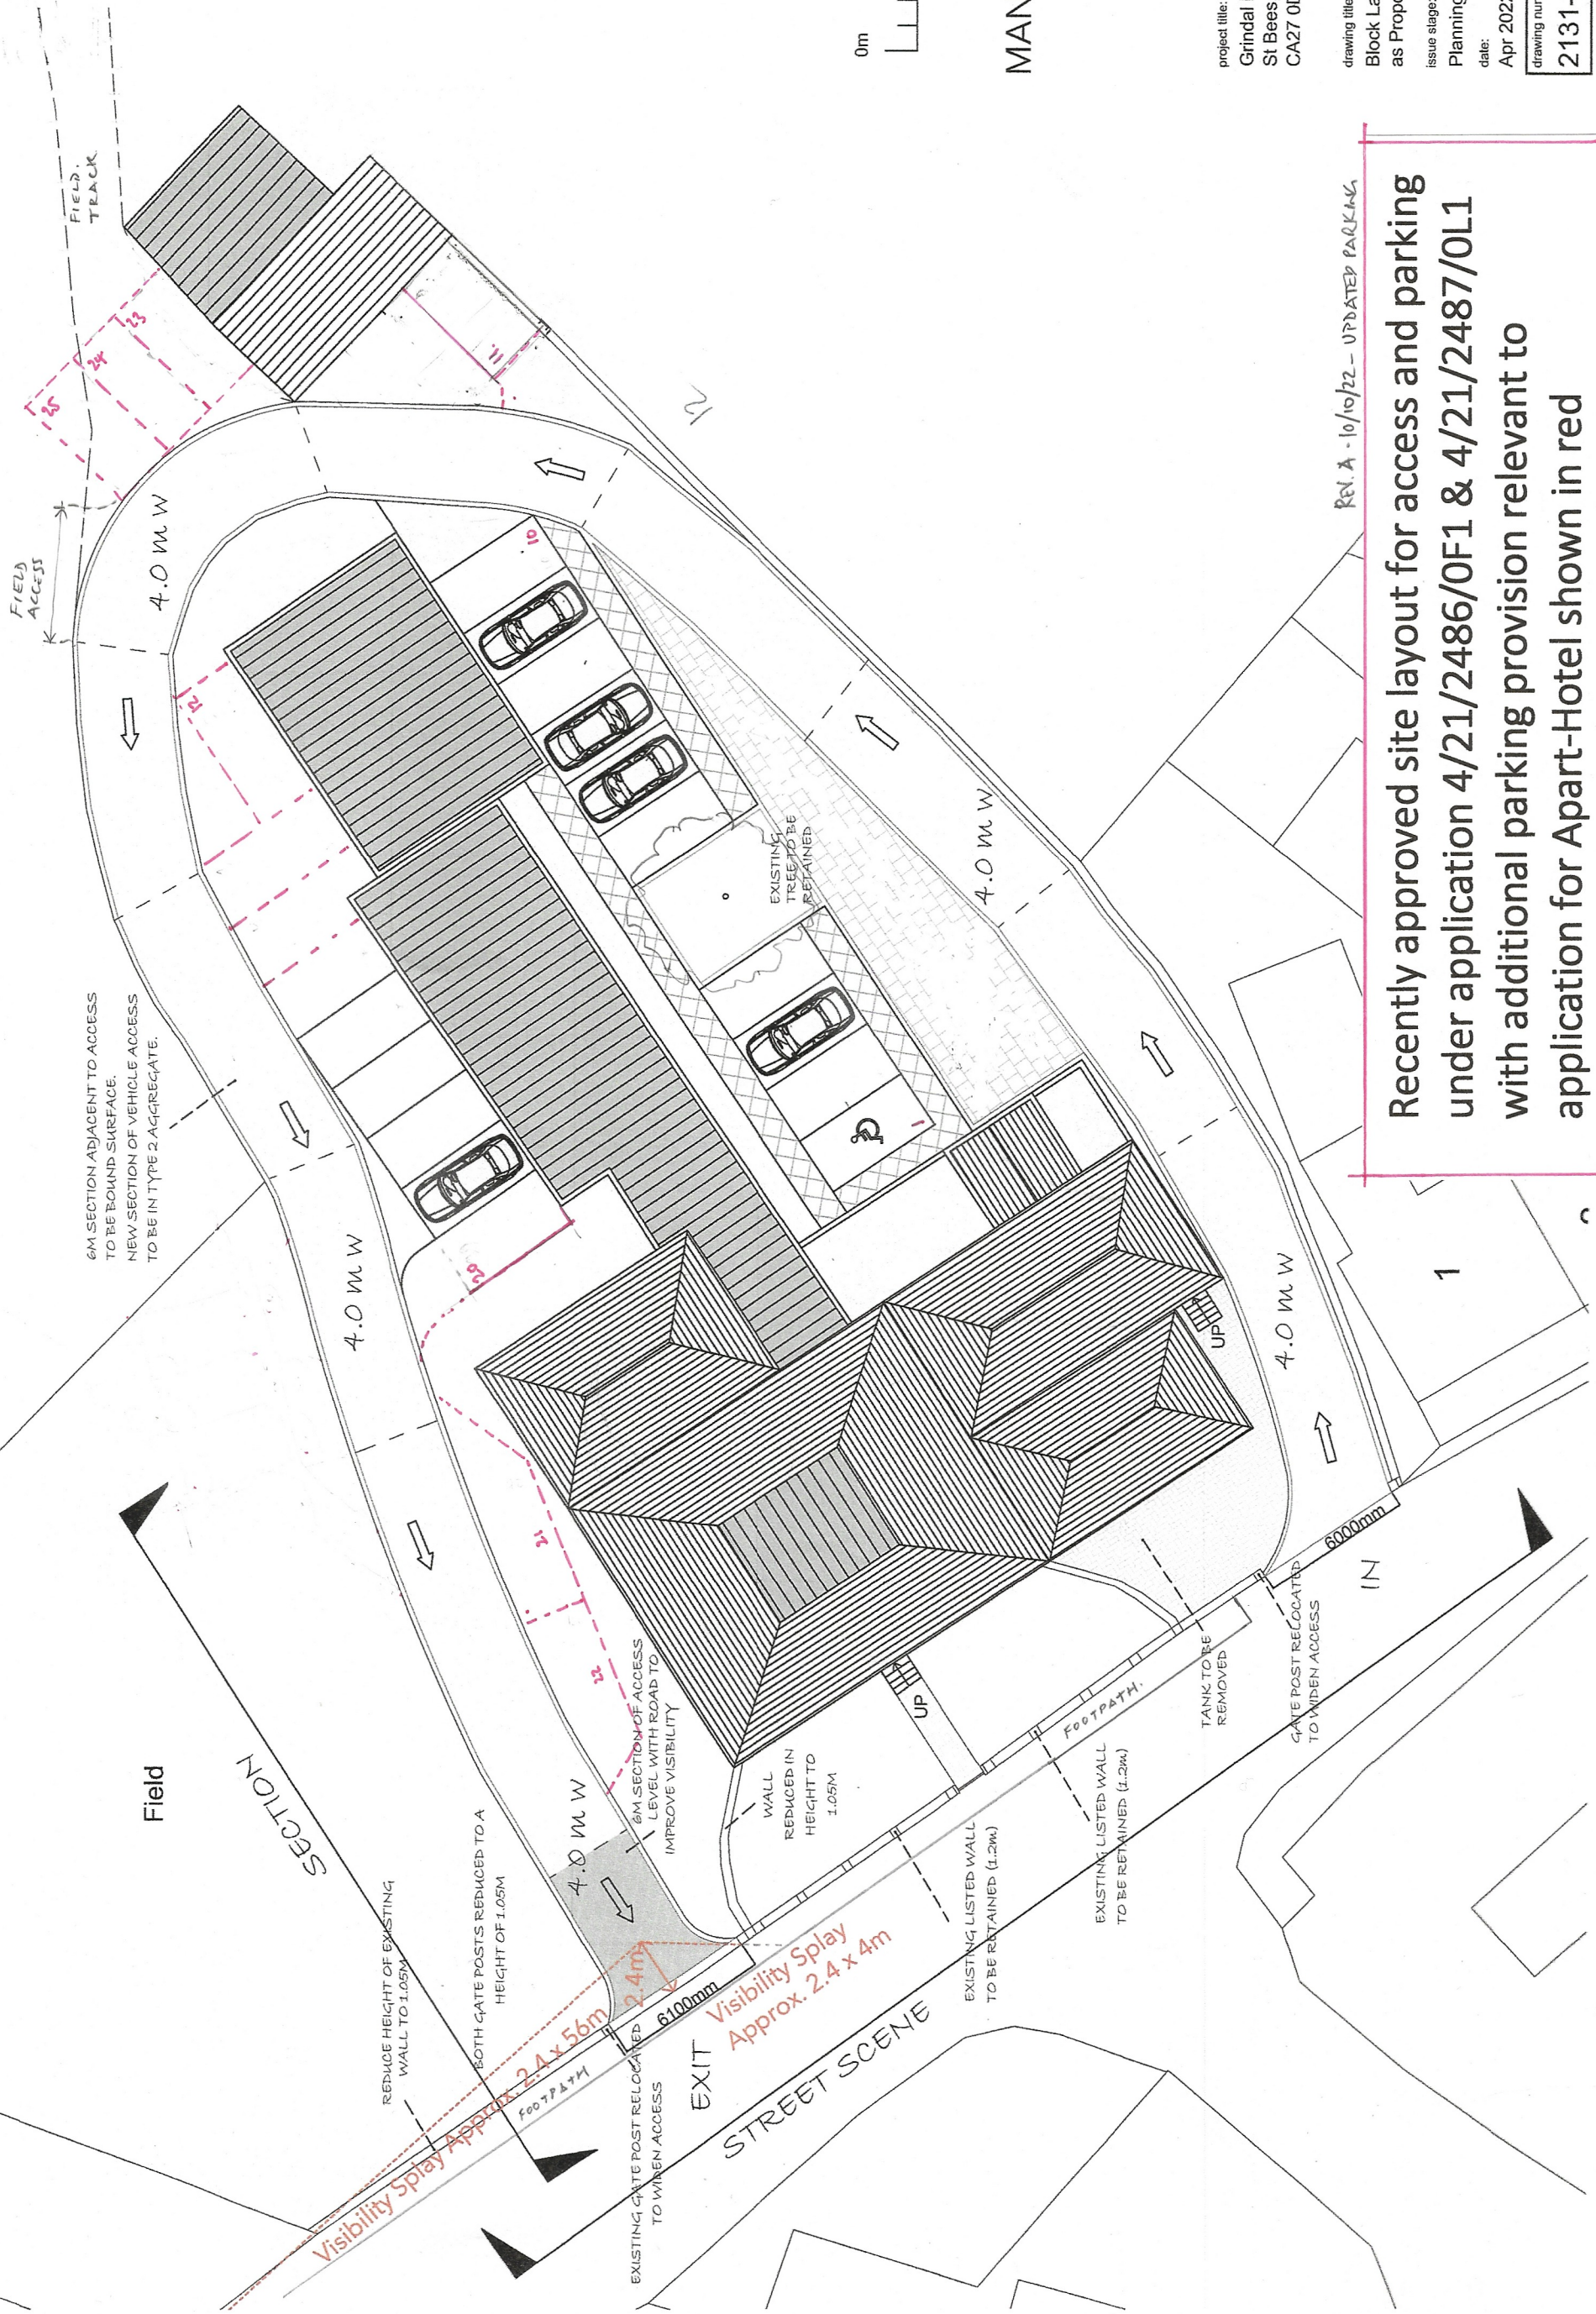 FIELD.
TRACK
FIELD
ACCESS
25
24
23
11
12
10
12
4.0 m W
6M SECTION ADJACENT TO ACCESS
TO BE BOUND SURFACE.
NEW SECTION OF VEHICLE ACCESS
TO BE IN TYPE 2 AGGREGATE.
4.0 m W
EXISTING
TREE TO BE
RETAINED
4.0 m W
1
20
21
22
Field
SECTION
4.0 m W
6M SECTION OF ACCESS
LEVEL WITH ROAD TO
IMPROVE VISIBILITY
REDUCE HEIGHT OF EXISTING
WALL TO 1.05M
BOTH GATE POSTS REDUCED TO A
HEIGHT OF 1.05M
WALL
REDUCED IN
HEIGHT TO
1.05M
UP
UP
4.0 m W
1
6000mm
IN
TANK TO BE
REMOVED
GATE POST RELOCATED
TO WIDEN ACCESS
FOOTPATH.
EXISTING LISTED WALL
TO BE RETAINED (1.2m)
EXISTING LISTED WALL
TO BE RETAINED (1.2m)
Visibility Splay Approx. 2.4 x 56m
2.4m
Visibility Splay
Approx. 2.4 x 4m
6100mm
FOOTPATH
EXIT
EXISTING GATE POST RELOCATED
TO WIDEN ACCESS
STREET SCENE
0m
MAN
project title:
Grindal
St Bees
CA27 0
drawing title
Block La
as Propo
issue stage:
Planning
date:
Apr 2022
drawing nu
2131-
REV. A - 10/10/22 - UPDATED PARKING
Recently approved site layout for access and parking
under application 4/21/2486/0F1 & 4/21/2487/0L1
with additional parking provision relevant to
application for Apart-Hotel shown in red